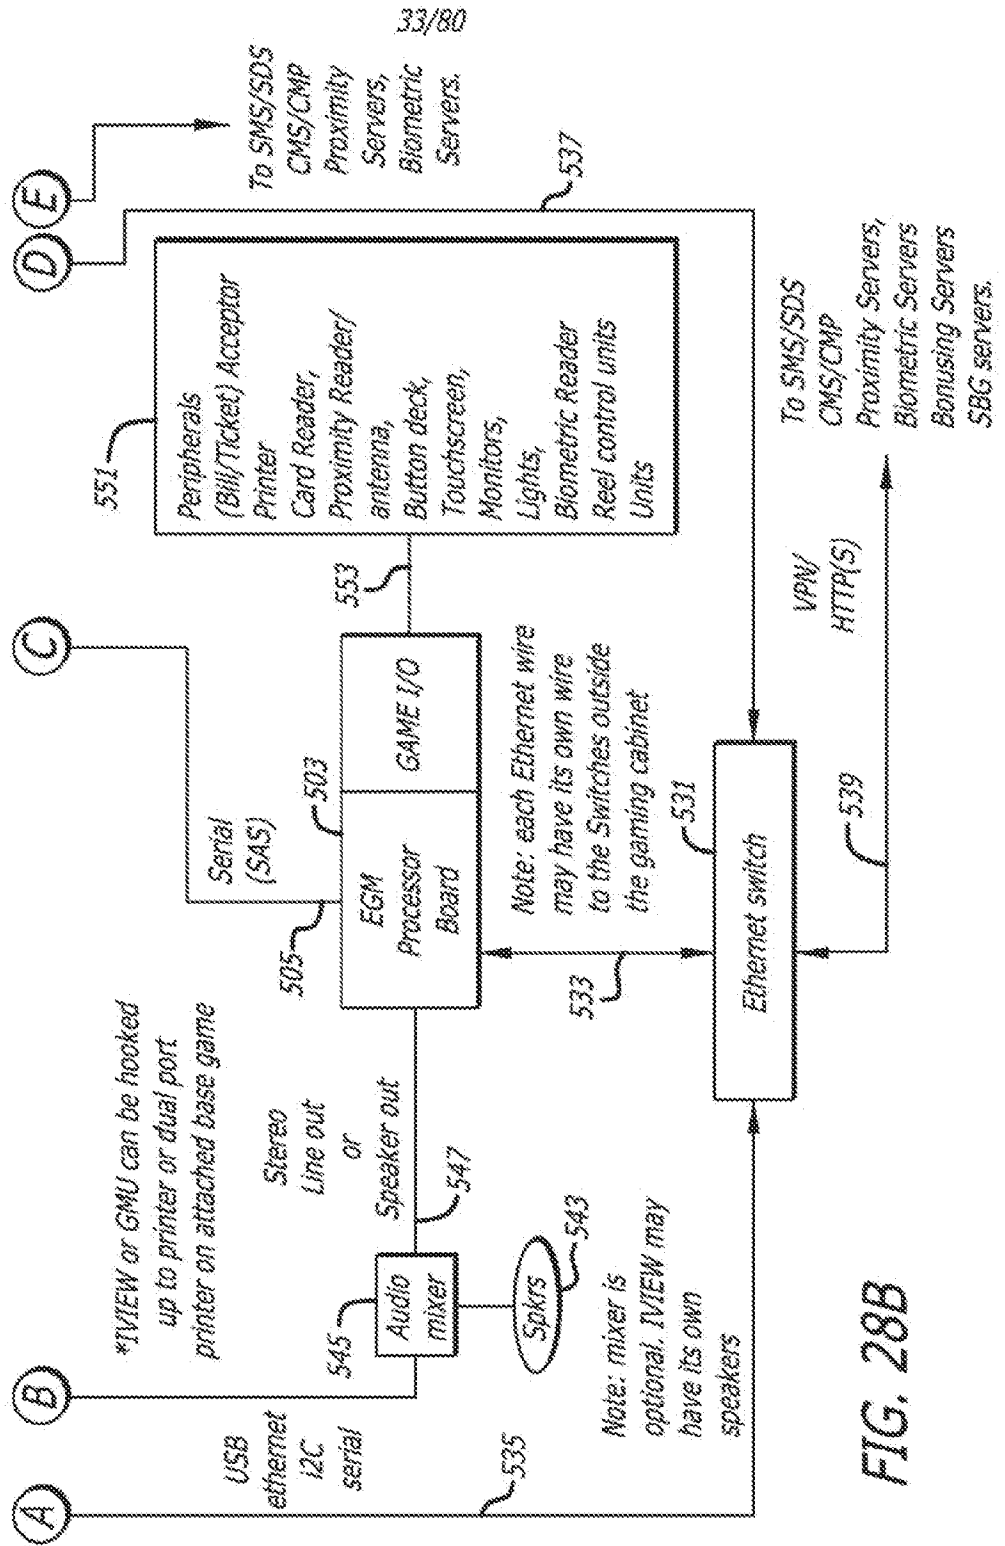 33/80
A
B
C
D
E
USB
ethernet
I2C
serial
535
*IVIEW or GMU can be hooked
up to printer or dual port
printer on attached base game
Serial
(SAS)
505
503
To SMS/SDS
CMS/CMP
Proximity
Servers,
Biometric
Servers.
551
Peripherals
(Bill/Ticket) Acceptor
Printer
Card Reader,
Proximity Reader/
antenna,
Button deck,
Touchscreen,
Monitors,
Lights,
Biometric Reader
Reel control units
Units
537
553
Stereo
Line out
or
Speaker out
547
545
Audio
mixer
EGM
Processor
Board
GAME I/O
Spkrs
543
Note: mixer is
optional. IVIEW may
have its own
speakers
533
Note: each Ethernet wire
may have its own wire
to the Switches outside
the gaming cabinet
531
Ethernet switch
539
VPN/
HTTP(S)
To SMS/SDS
CMS/CMP
Proximity Servers,
Biometric Servers
Bonusing Servers
SBG servers.
FIG. 28B